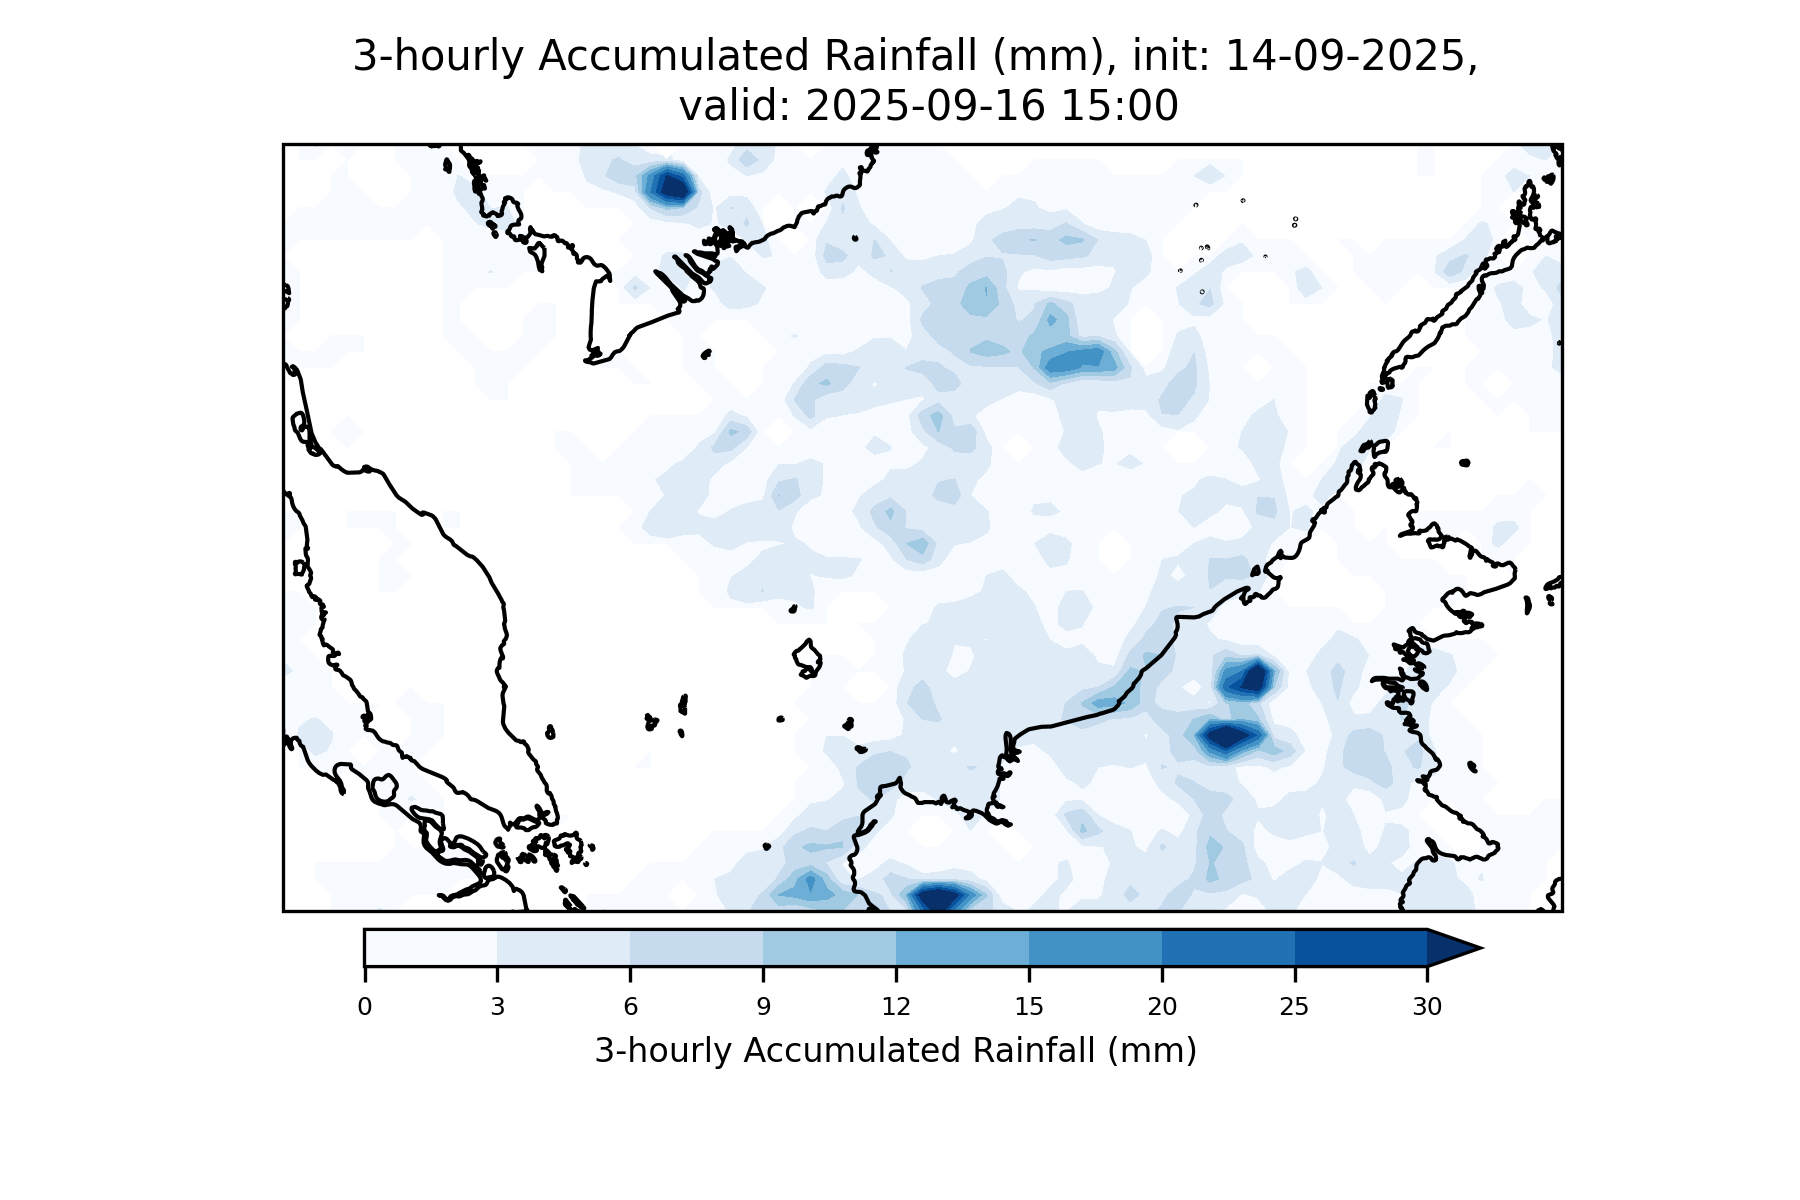 3-hourly Accumulated Rainfall (mm), init: 14-09-2025,
valid: 2025-09-16 15:00
0 3 6 9 12 15 20 25 30
3-hourly Accumulated Rainfall (mm)